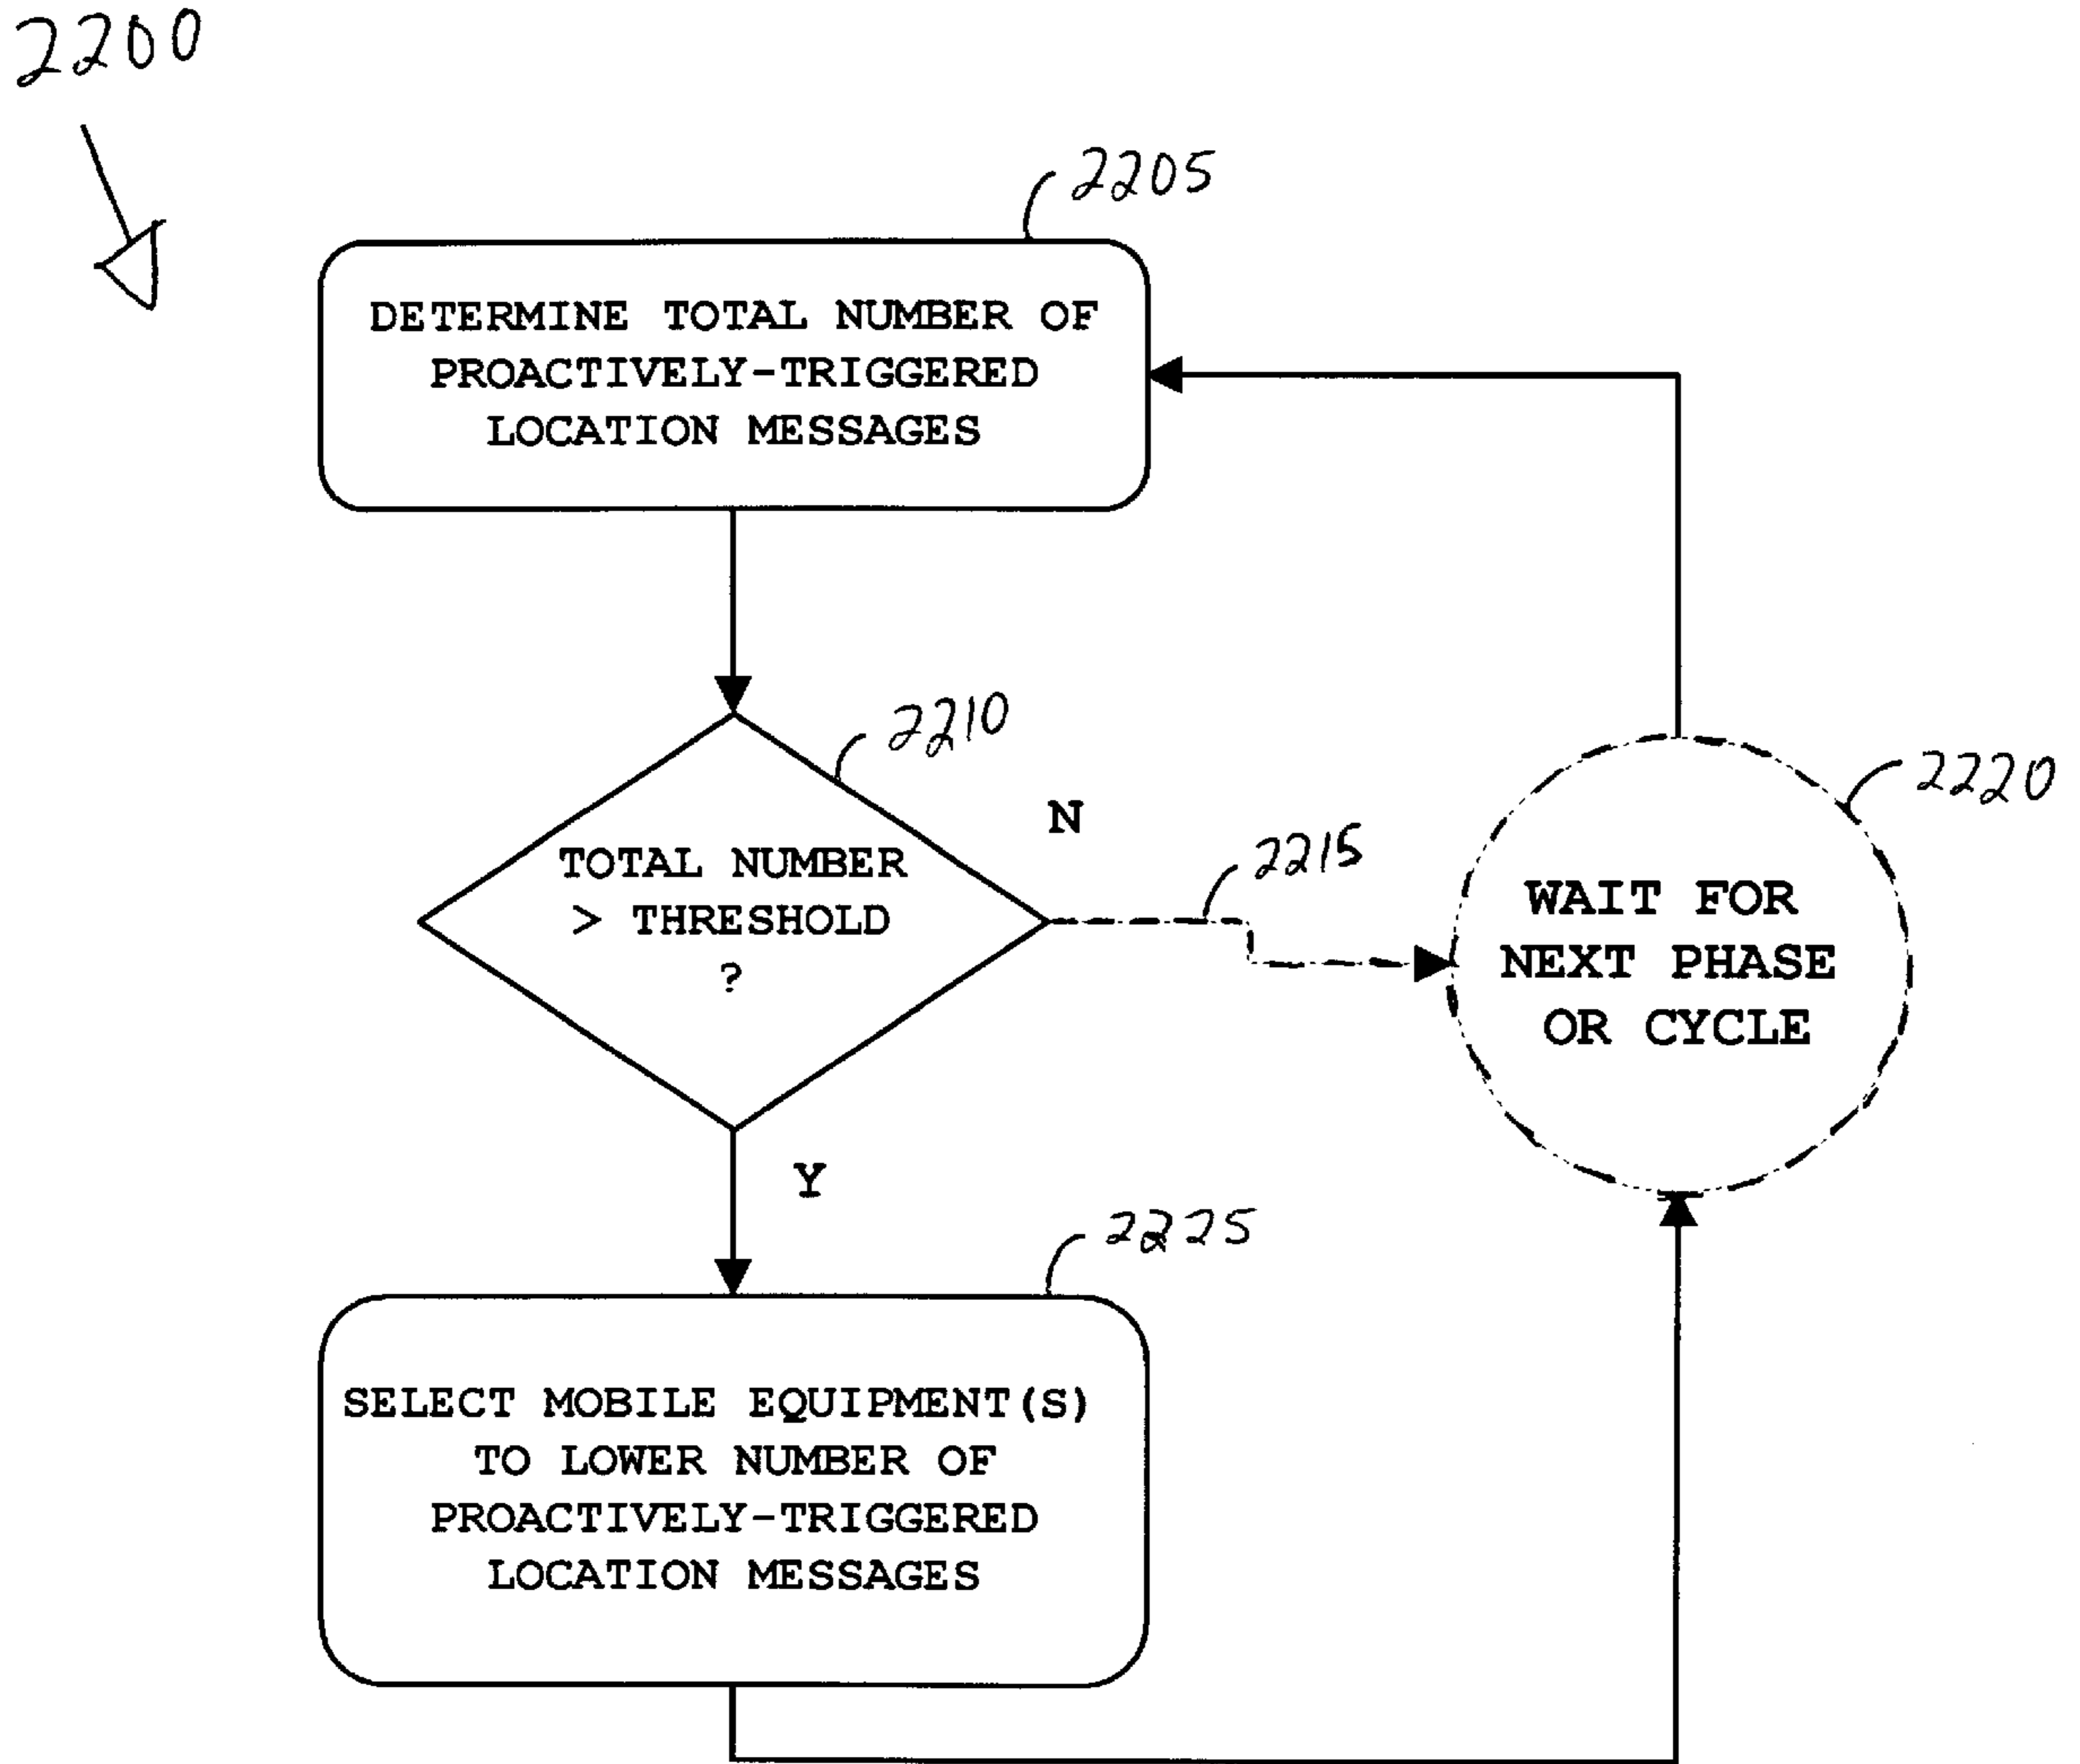 2200
2205
DETERMINE TOTAL NUMBER OF
PROACTIVELY-TRIGGERED
LOCATION MESSAGES
2210
N
TOTAL NUMBER
> THRESHOLD
?
2215
2220
WAIT FOR
NEXT PHASE
OR CYCLE
Y
2225
SELECT MOBILE EQUIPMENT(S)
TO LOWER NUMBER OF
PROACTIVELY-TRIGGERED
LOCATION MESSAGES